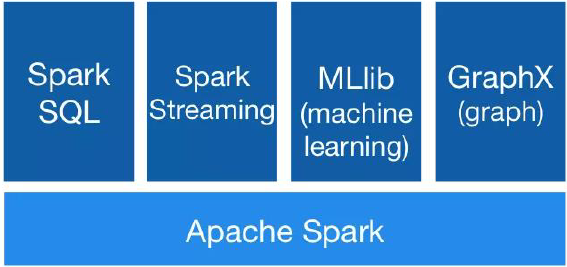 Spark
SQL
Spark
Streaming
MLlib
(machine
learning)
GraphX
(graph)
Apache Spark